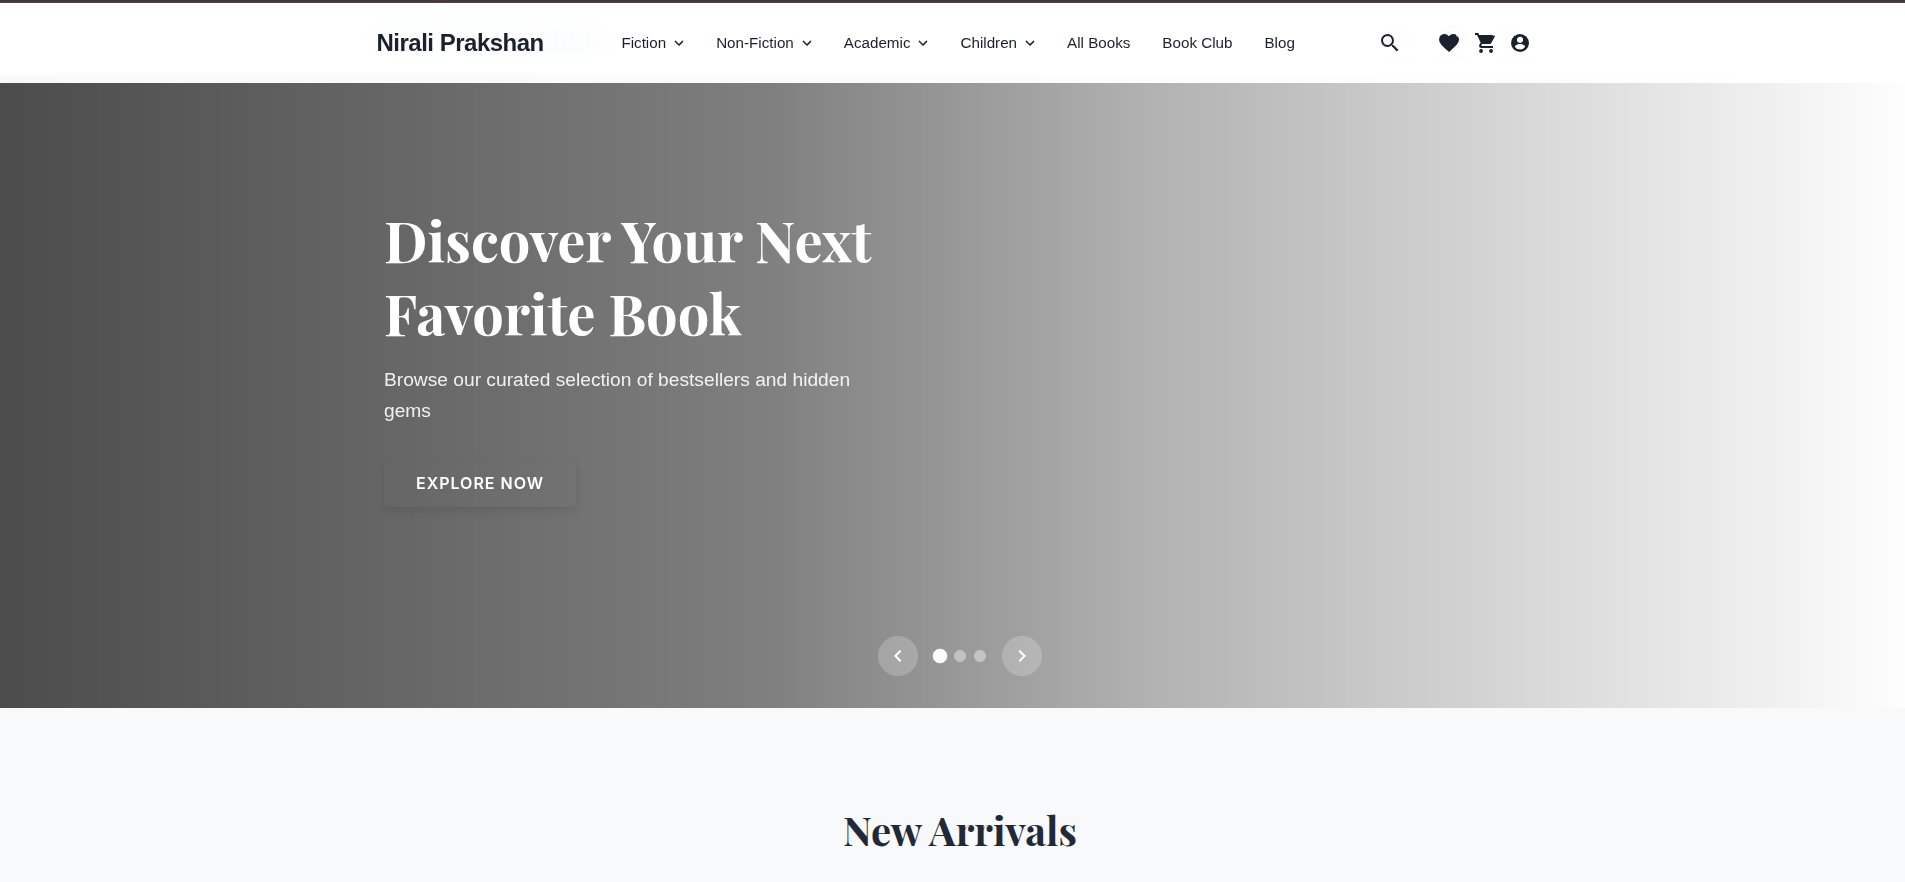 Nirali Prakshan
Fiction
Non-Fiction
Academic
Children
All Books
Book Club
Blog
Discover Your Next
Favorite Book
Browse our curated selection of bestsellers and hidden
gems
EXPLORE NOW
New Arrivals